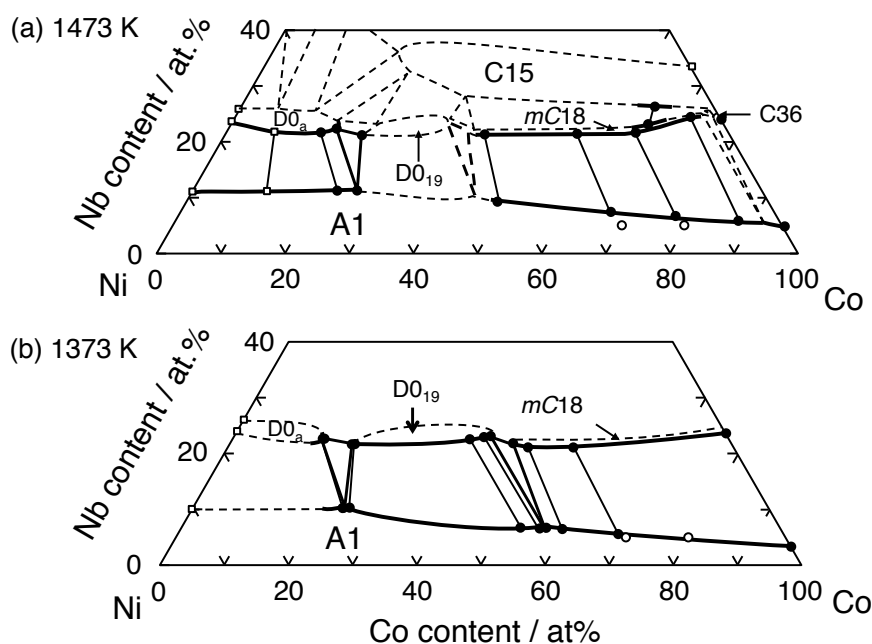 (a) 1473 K
40
C15
D0a
mC18
C36
20
D019
Nb content / at.%
A1
0
0 20 40 60 80 100
Ni
Co
(b) 1373 K
40
D019
mC18
D0a
20
Nb content / at.%
A1
0
0 20 40 60 80 100
Ni
Co
Co content / at%